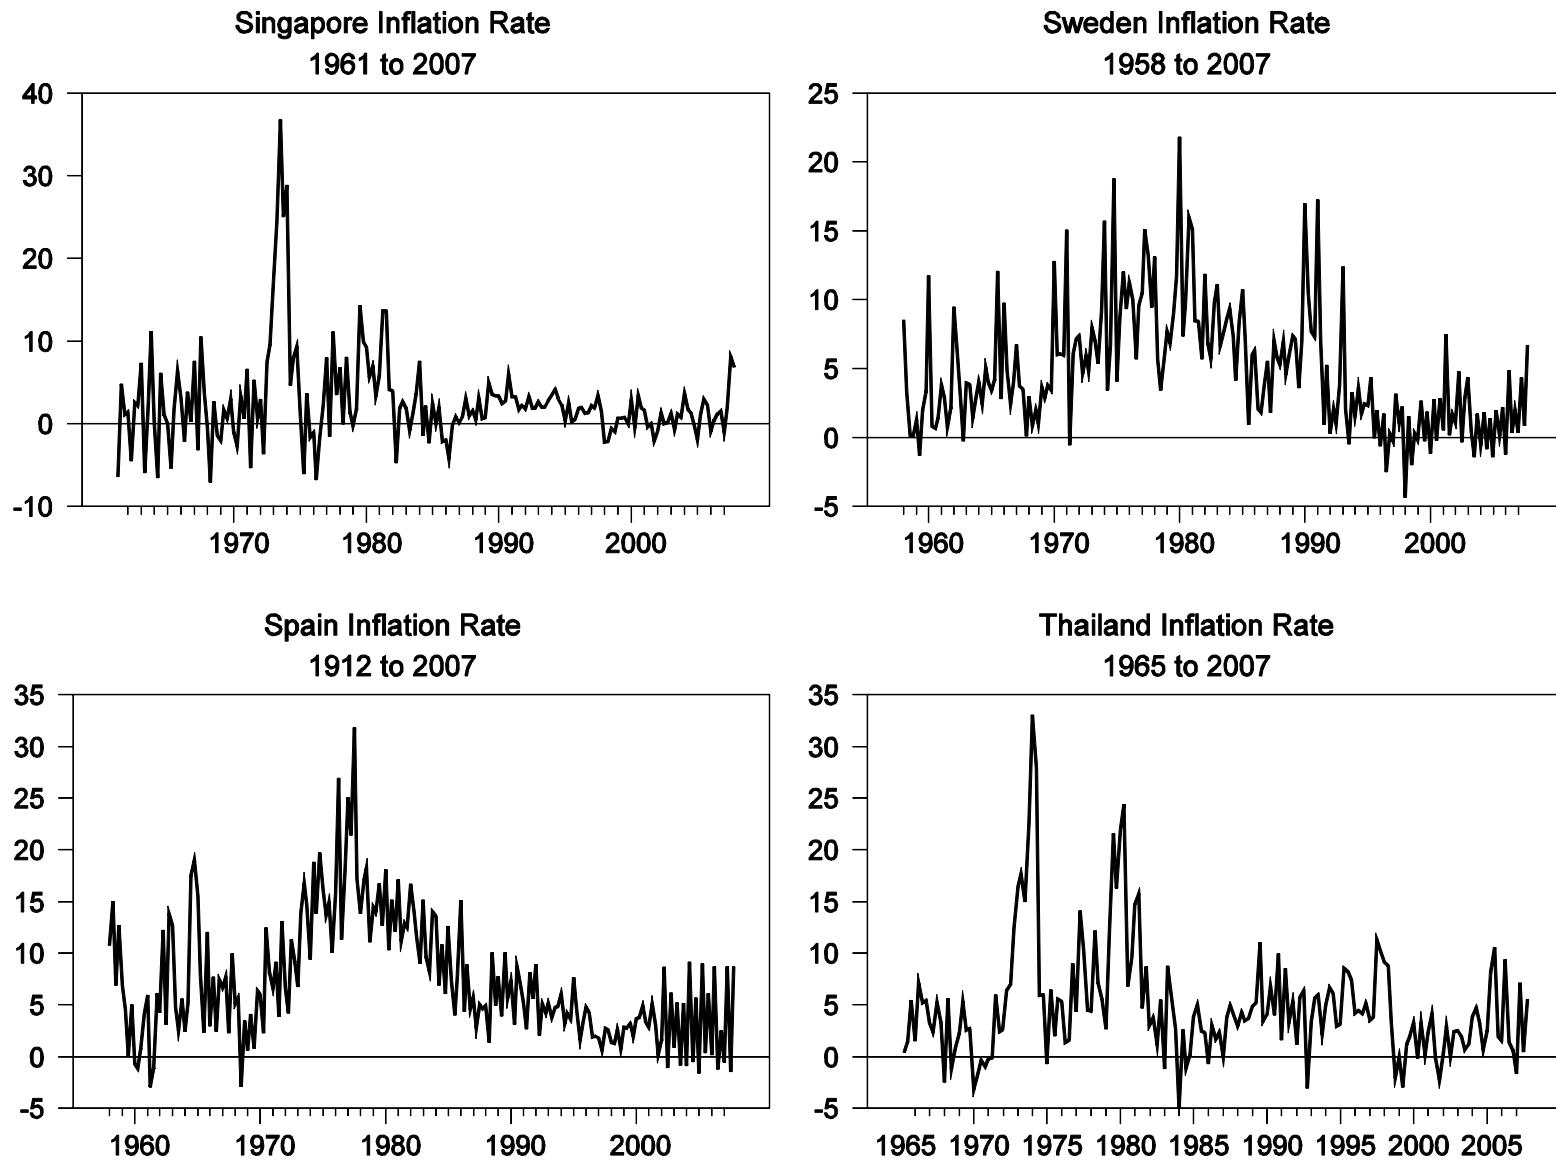 Singapore Inflation Rate
1961 to 2007
40
30
20
10
0
-10
1970 1980 1990 2000
Sweden Inflation Rate
1958 to 2007
25
20
15
10
5
0
-5
1960 1970 1980 1990 2000
Spain Inflation Rate
1912 to 2007
35
30
25
20
15
10
5
0
-5
1960 1970 1980 1990 2000
Thailand Inflation Rate
1965 to 2007
35
30
25
20
15
10
5
0
-5
1965 1970 1975 1980 1985 1990 1995 2000 2005